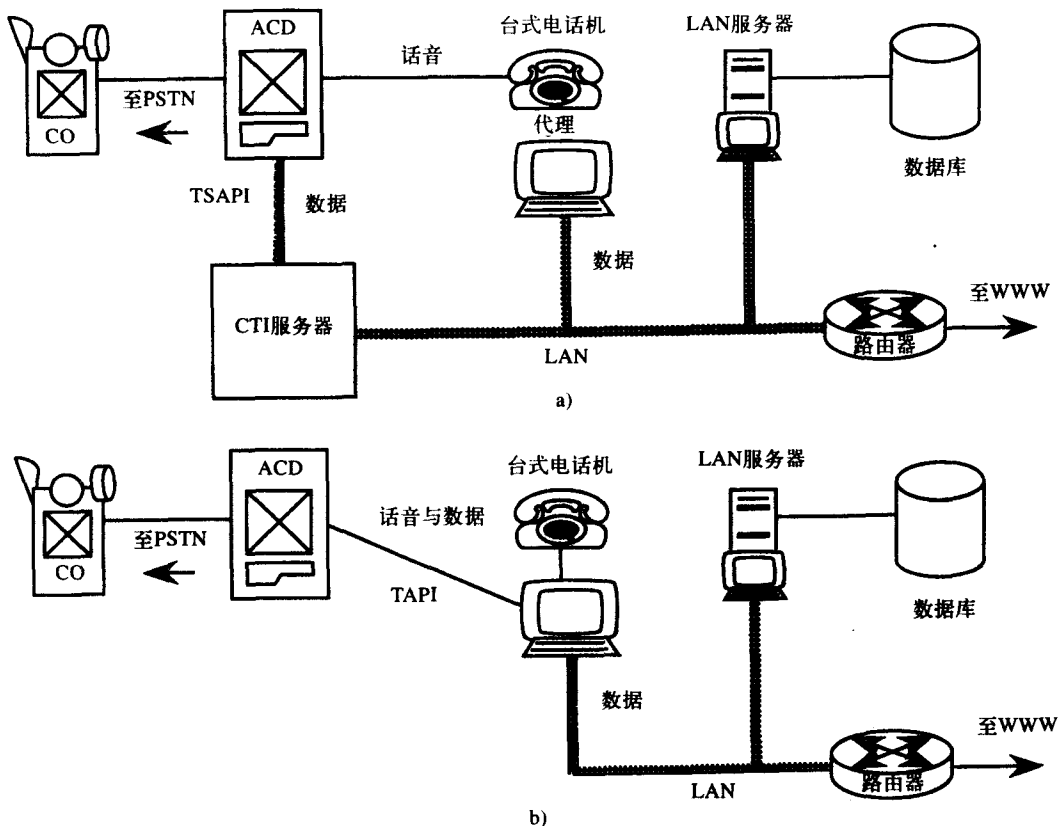 ACD
台式电话机
LAN服务器
话音
至PSTN
CO
代理
数据库
TSAPI
数据
数据
至WWW
CTI服务器
路由器
LAN
a)
ACD
台式电话机
LAN服务器
话音与数据
至PSTN
CO
TAPI
数据库
数据
至WWW
路由器
LAN
b)